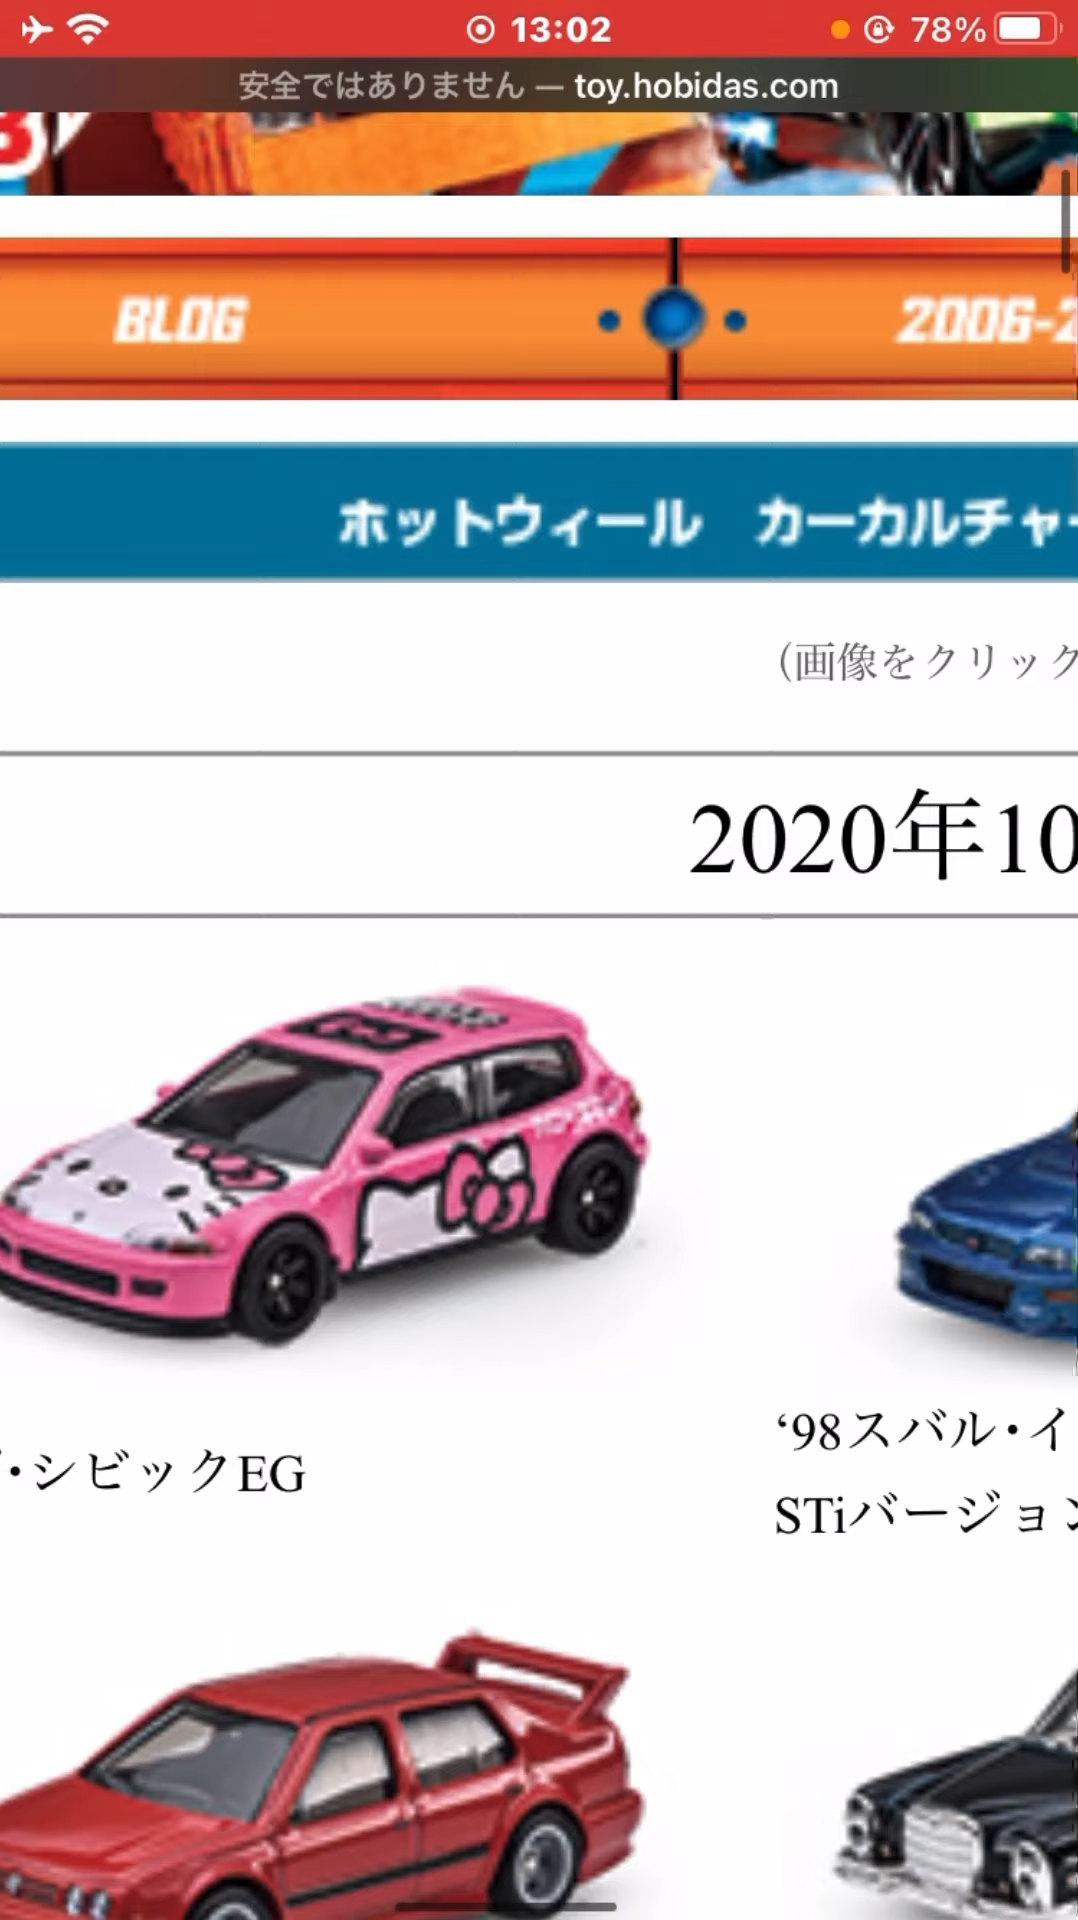 13:02
78%
安全ではありません — toy.hobidas.com
BLOG
2006-2
ホットウィール カーカルチャー
(画像をクリック
2020年10
・シビックEG
‘98スバル・イ
STiバージョン